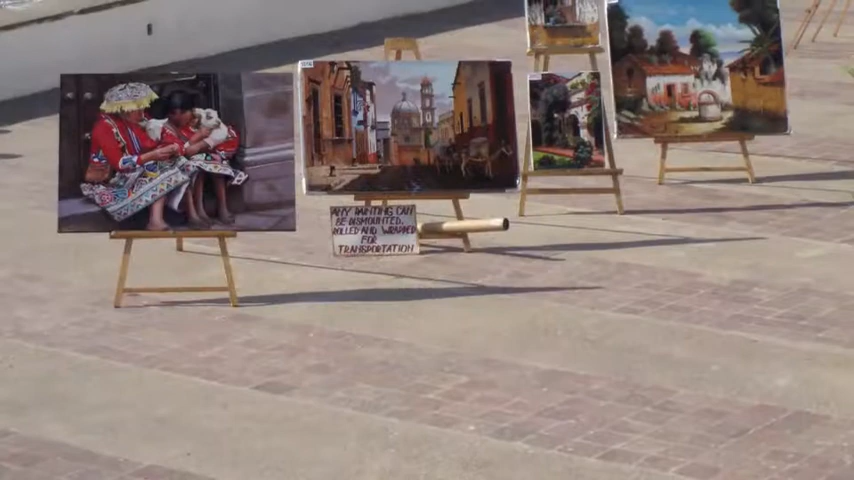 ANY PAINTING CAN
BE DISMOUNTED,
ROLLED AND WRAPPED
FOR
TRANSPORTATION